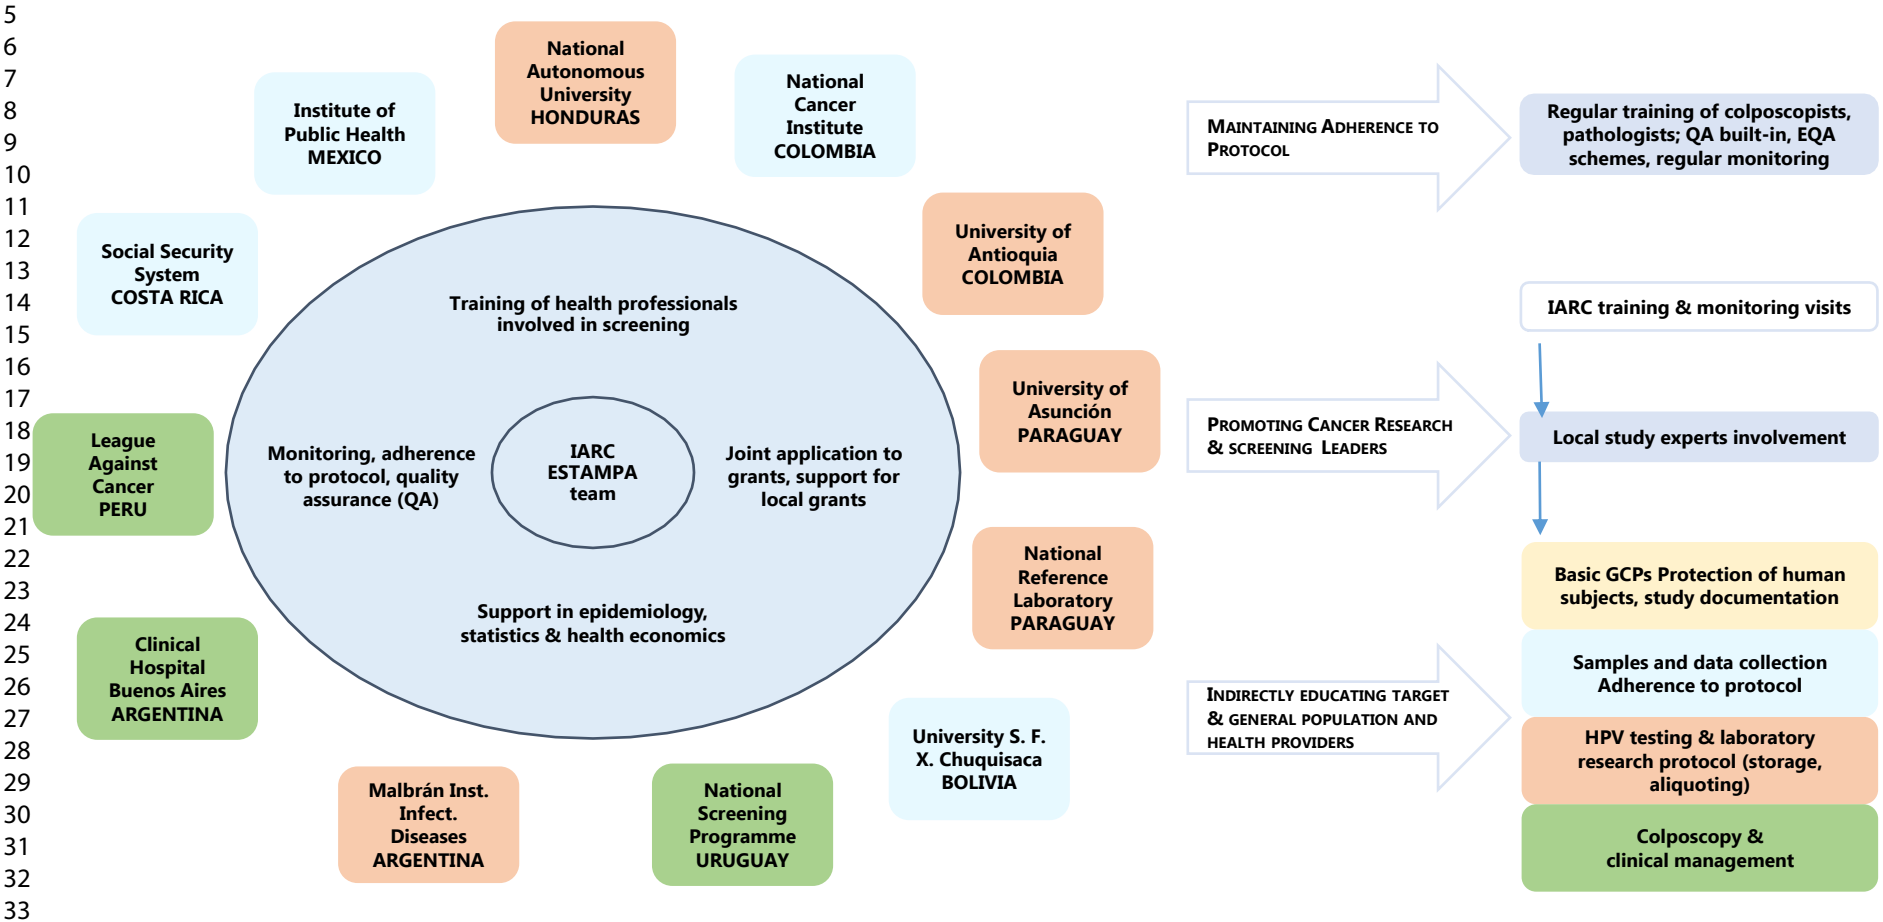 5
6
7
8
9
10
11
12
13
14
15
16
17
18
19
20
21
22
23
24
25
26
27
28
29
30
31
32
33
National
Autonomous
University
HONDURAS
Institute of
Public Health
MEXICO
National
Cancer
Institute
COLOMBIA
Social Security
System
COSTA RICA
University of
Antioquia
COLOMBIA
League
Against
Cancer
PERU
University of
Asunción
PARAGUAY
Clinical
Hospital
Buenos Aires
ARGENTINA
National
Reference
Laboratory
PARAGUAY
Malbrán Inst.
Infect.
Diseases
ARGENTINA
National
Screening
Programme
URUGUAY
University S. F.
X. Chuquisaca
BOLIVIA
Training of health professionals
involved in screening
Monitoring, adherence
to protocol, quality
assurance (QA)
IARC
ESTAMPA
team
Joint application to
grants, support for
local grants
Support in epidemiology,
statistics & health economics
MAINTAINING ADHERENCE TO
PROTOCOL
PROMOTING CANCER RESEARCH
& SCREENING LEADERS
INDIRECTLY EDUCATING TARGET
& GENERAL POPULATION AND
HEALTH PROVIDERS
Regular training of colposcopists,
pathologists; QA built-in, EQA
schemes, regular monitoring
IARC training & monitoring visits
Local study experts involvement
Basic GCPs Protection of human
subjects, study documentation
Samples and data collection
Adherence to protocol
HPV testing & laboratory
research protocol (storage,
aliquoting)
Colposcopy &
clinical management